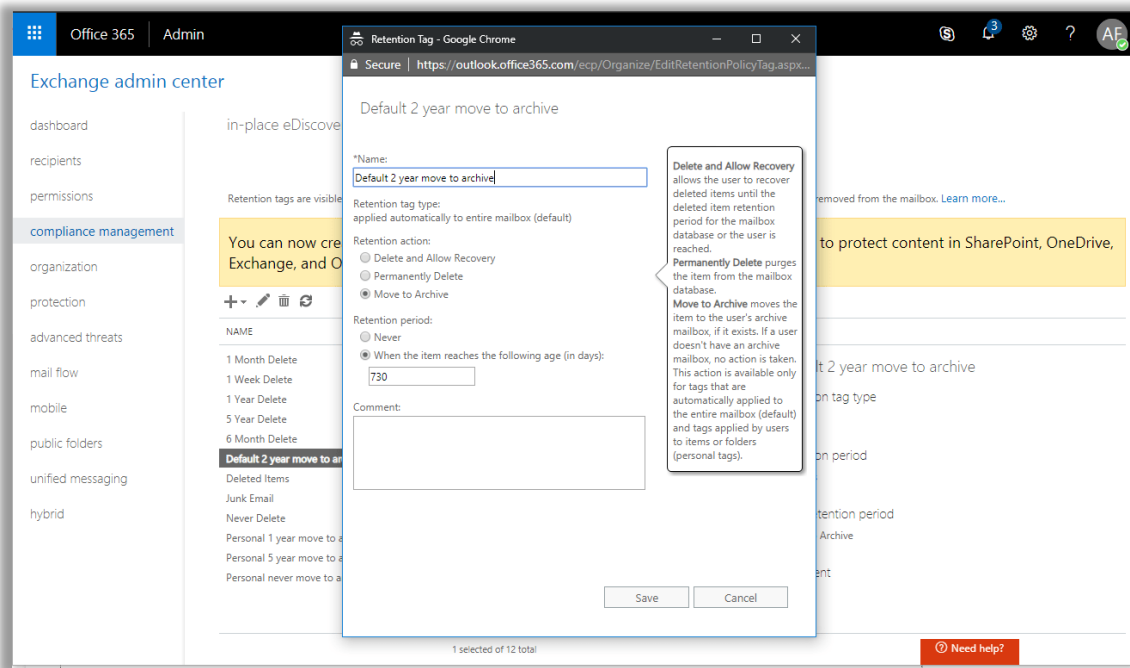 Office 365
Admin
3
?
AF
Exchange admin center
dashboard
recipients
permissions
compliance management
organization
protection
advanced threats
mail flow
mobile
public folders
unified messaging
hybrid
in-place eDiscove
Retention tags are visible
emoved from the mailbox. Learn more...
You can now cre
to protect content in SharePoint, OneDrive,
Exchange, and O
NAME
1 Month Delete
1 Week Delete
1 Year Delete
5 Year Delete
6 Month Delete
Default 2 year move to ar
Deleted Items
Junk Email
Never Delete
Personal 1 year move to a
Personal 5 year move to a
Personal never move to a
1 selected of 12 total
Retention Tag - Google Chrome
Secure | https://outlook.office365.com/ecp/Organize/EditRetentionPolicyTag.aspx...
Default 2 year move to archive
*Name:
Default 2 year move to archive
Retention tag type:
applied automatically to entire mailbox (default)
Retention action:
Delete and Allow Recovery
Permanently Delete
Move to Archive
Retention period:
Never
When the item reaches the following age (in days):
730
Comment:
Delete and Allow Recovery
allows the user to recover
deleted items until the
deleted item retention
period for the mailbox
database or the user is
reached.
Permanently Delete purges
the item from the mailbox
database.
Move to Archive moves the
item to the user's archive
mailbox, if it exists. If a user
doesn't have an archive
mailbox, no action is taken.
This action is available only
for tags that are
automatically applied to
the entire mailbox (default)
and tags applied by users
to items or folders
(personal tags).
Save
Cancel
lt 2 year move to archive
on tag type
on period
etention period
Archive
ent
Need help?